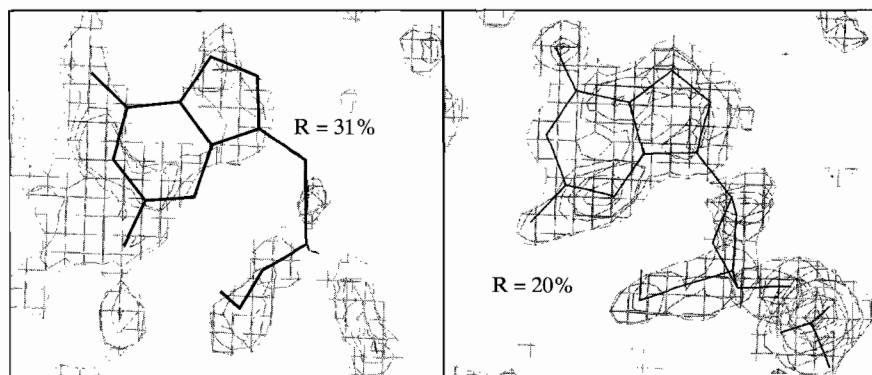 R = 31%
R = 20%